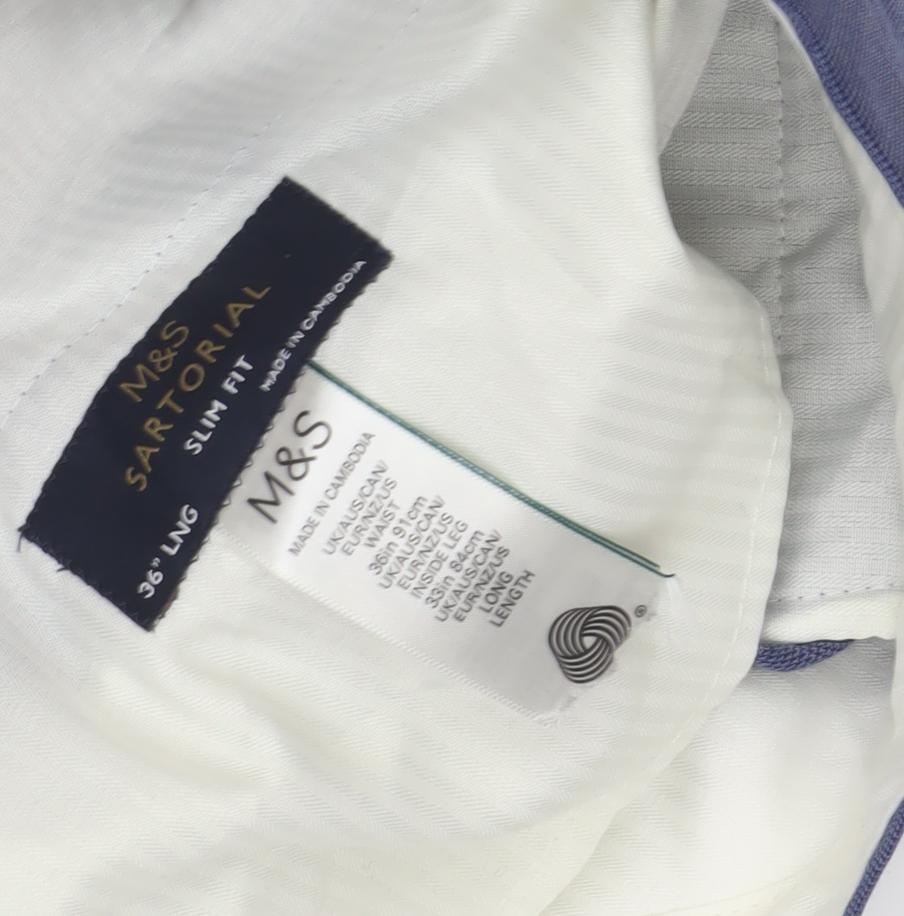 M&S
SARTORIAL
SLIM FIT
36" LNG
MADE IN CAMBODIA
M&S
MADE IN CAMBODIA
UK/AUS/CAN/
EUR/NZ/US
WAIST
36in 91cm
UK/AUS/CAN/
EUR/NZ/US
INSIDE LEG
33in 84cm
UK/AUS/CAN/
EUR/NZ/US
LONG
LENGTH
®